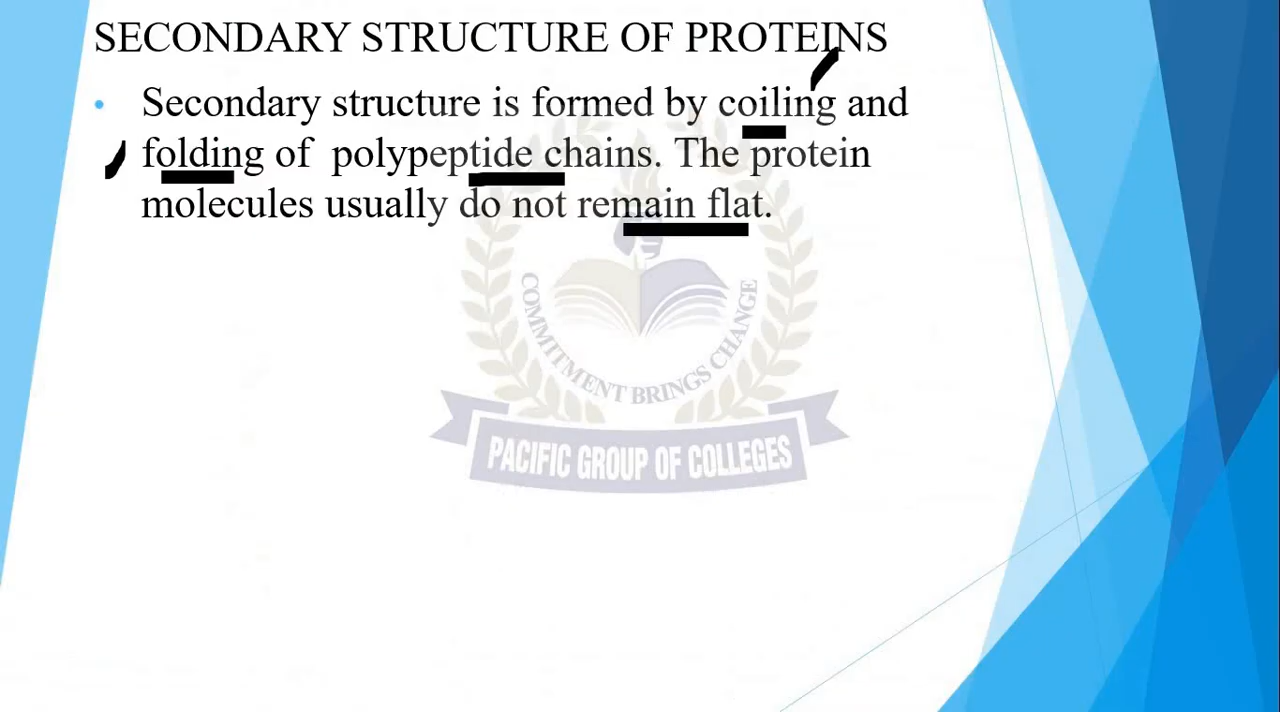 SECONDARY STRUCTURE OF PROTEINS
• Secondary structure is formed by coiling and
folding of polypeptide chains. The protein
molecules usually do not remain flat.
COMMITMENT BRINGS CHANGE
PACIFIC GROUP OF COLLEGES